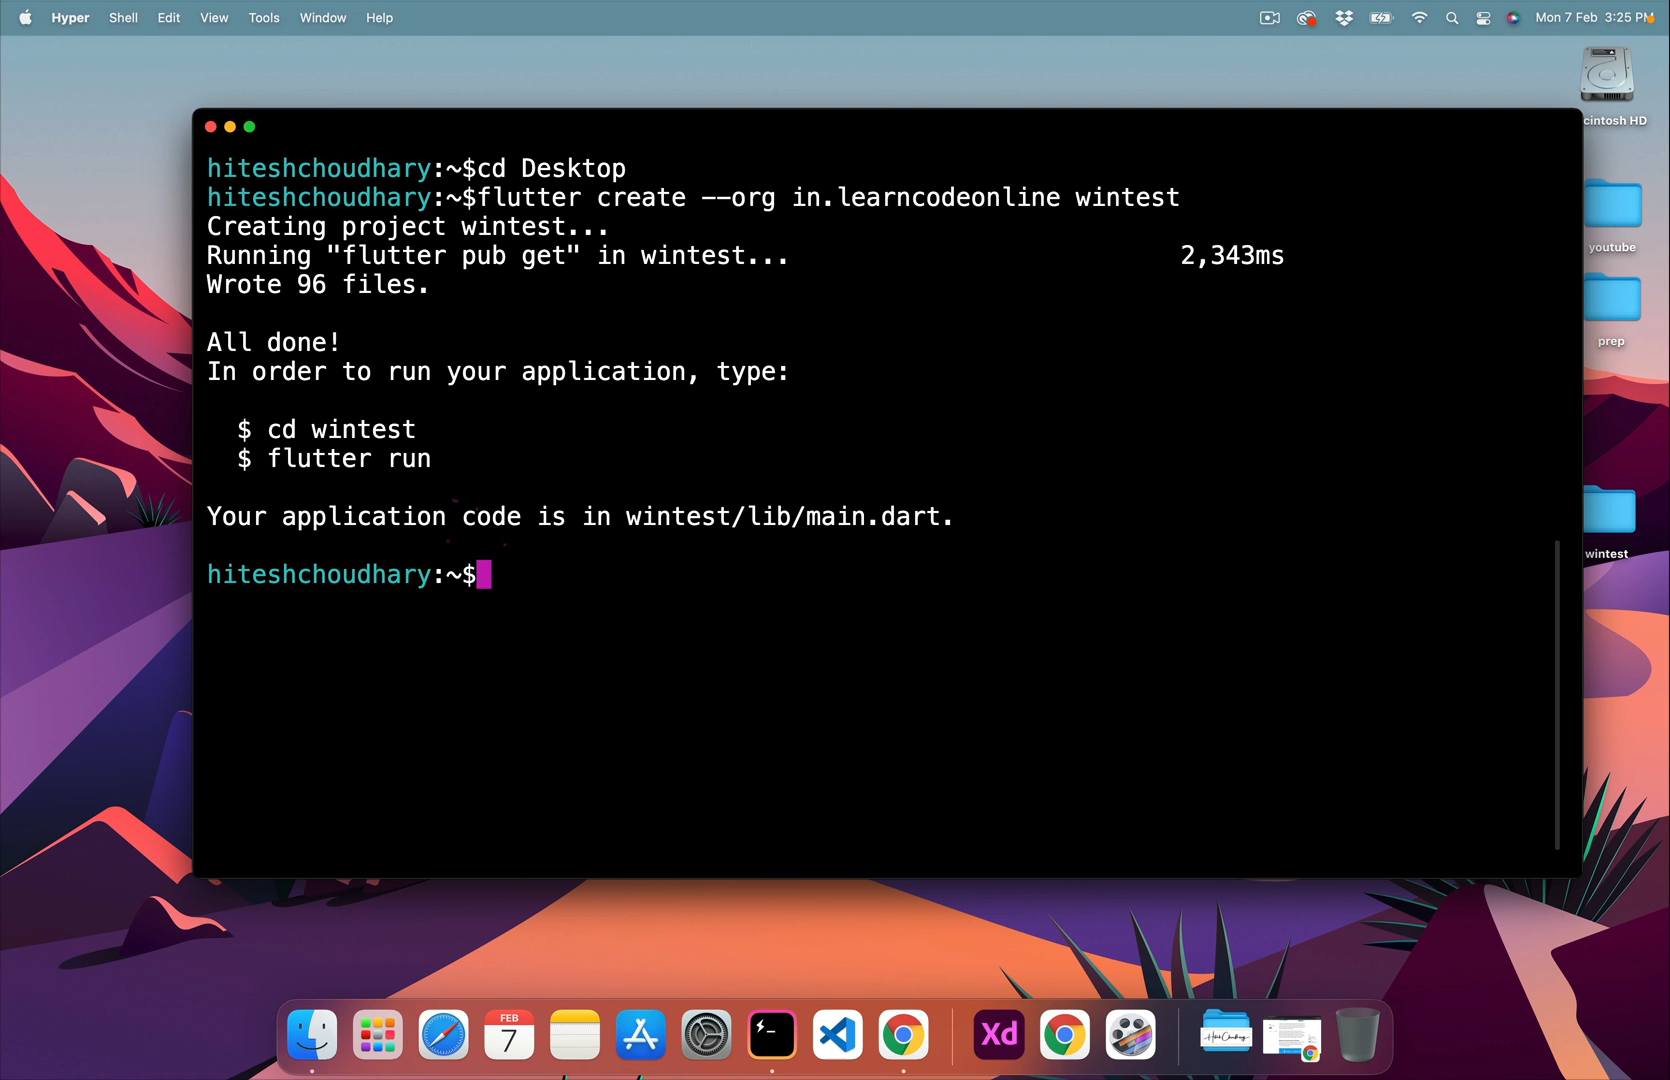 Hyper Shell Edit View Tools Window Help Mon 7 Feb 3:25 PM
cintosh HD
youtube
prep
wintest
hiteshchoudhary:~$cd Desktop
hiteshchoudhary:~$flutter create --org in.learncodeonline wintest
Creating project wintest...
Running "flutter pub get" in wintest... 2,343ms
Wrote 96 files.
All done!
In order to run your application, type:
$ cd wintest
$ flutter run
Your application code is in wintest/lib/main.dart.
hiteshchoudhary:~$
FEB
7
Xd